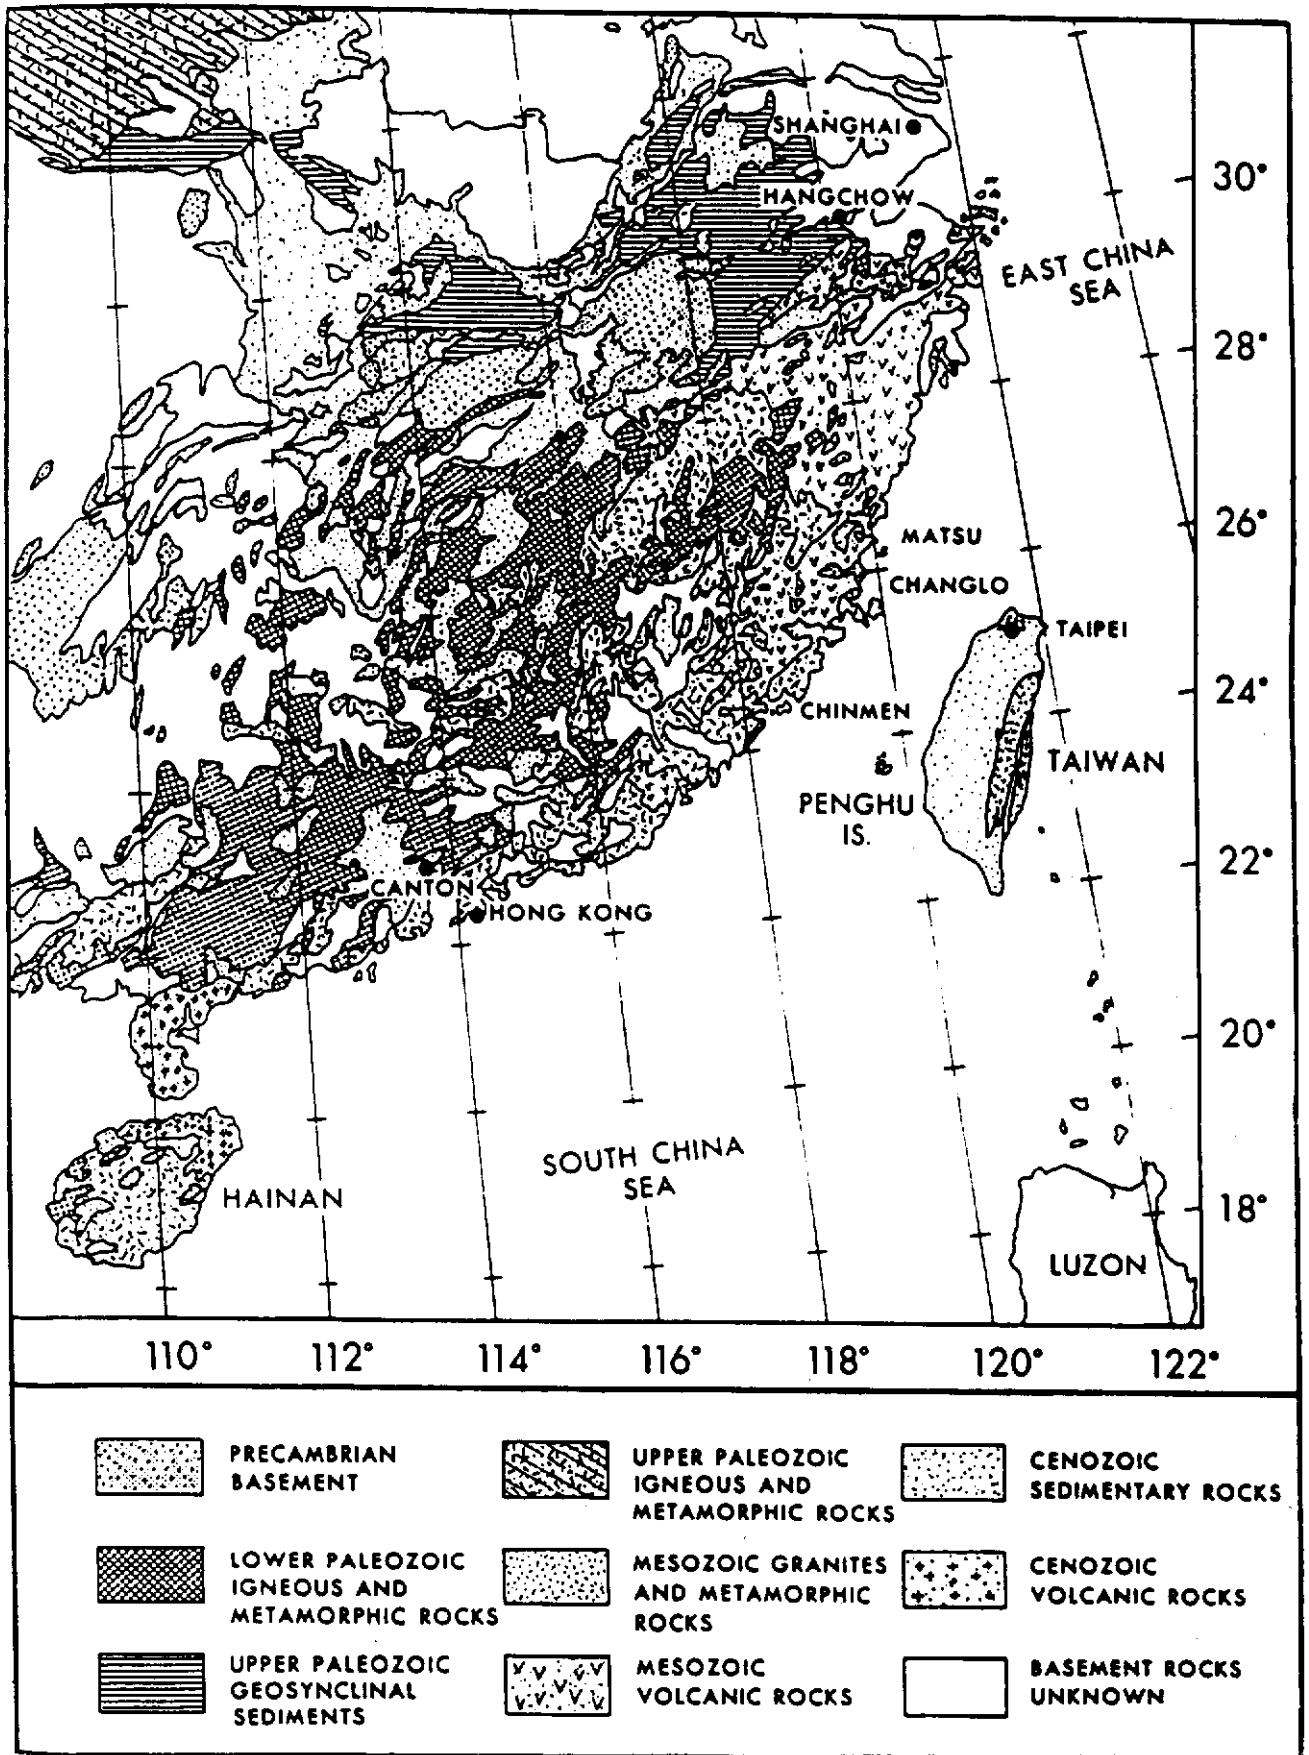 SHANGHAI
30°
HANGCHOW
EAST CHINA
SEA
28°
26°
MATSU
CHANGLO
TAIPEI
24°
CHINMEN
TAIWAN
PENGHU
IS.
22°
CANTON
HONG KONG
20°
SOUTH CHINA
SEA
HAINAN
18°
LUZON
110°
112°
114°
116°
118°
120°
122°
PRECAMBRIAN
BASEMENT
UPPER PALEOZOIC
IGNEOUS AND
METAMORPHIC ROCKS
CENOZOIC
SEDIMENTARY ROCKS
LOWER PALEOZOIC
IGNEOUS AND
METAMORPHIC ROCKS
MESOZOIC GRANITES
AND METAMORPHIC
ROCKS
CENOZOIC
VOLCANIC ROCKS
UPPER PALEOZOIC
GEOSYNCLINAL
SEDIMENTS
MESOZOIC
VOLCANIC ROCKS
BASEMENT ROCKS
UNKNOWN